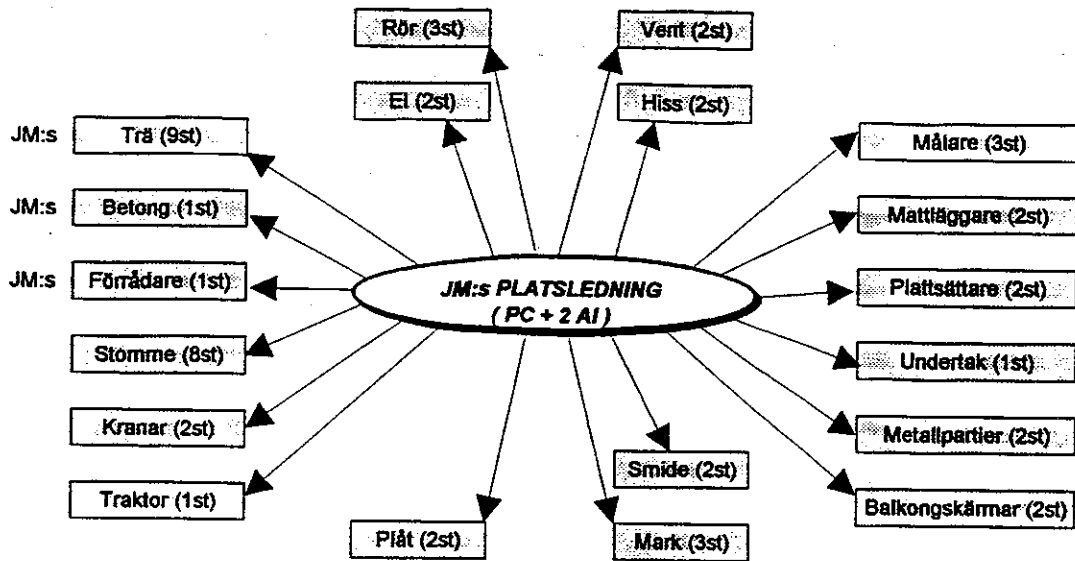 Rör (3st)
Vent (2st)
El (2st)
Hiss (2st)
JM:s Trä (9st)
Målare (3st)
JM:s Betong (1st)
Mattläggare (2st)
JM:s Förrådare (1st)
JM:s PLATSLEDNING
( PC + 2 AI )
Plattsättare (2st)
Stomme (8st)
Undertak (1st)
Kranar (2st)
Metallpartier (2st)
Smide (2st)
Traktor (1st)
Balkongskärmar (2st)
Plåt (2st)
Mark (3st)